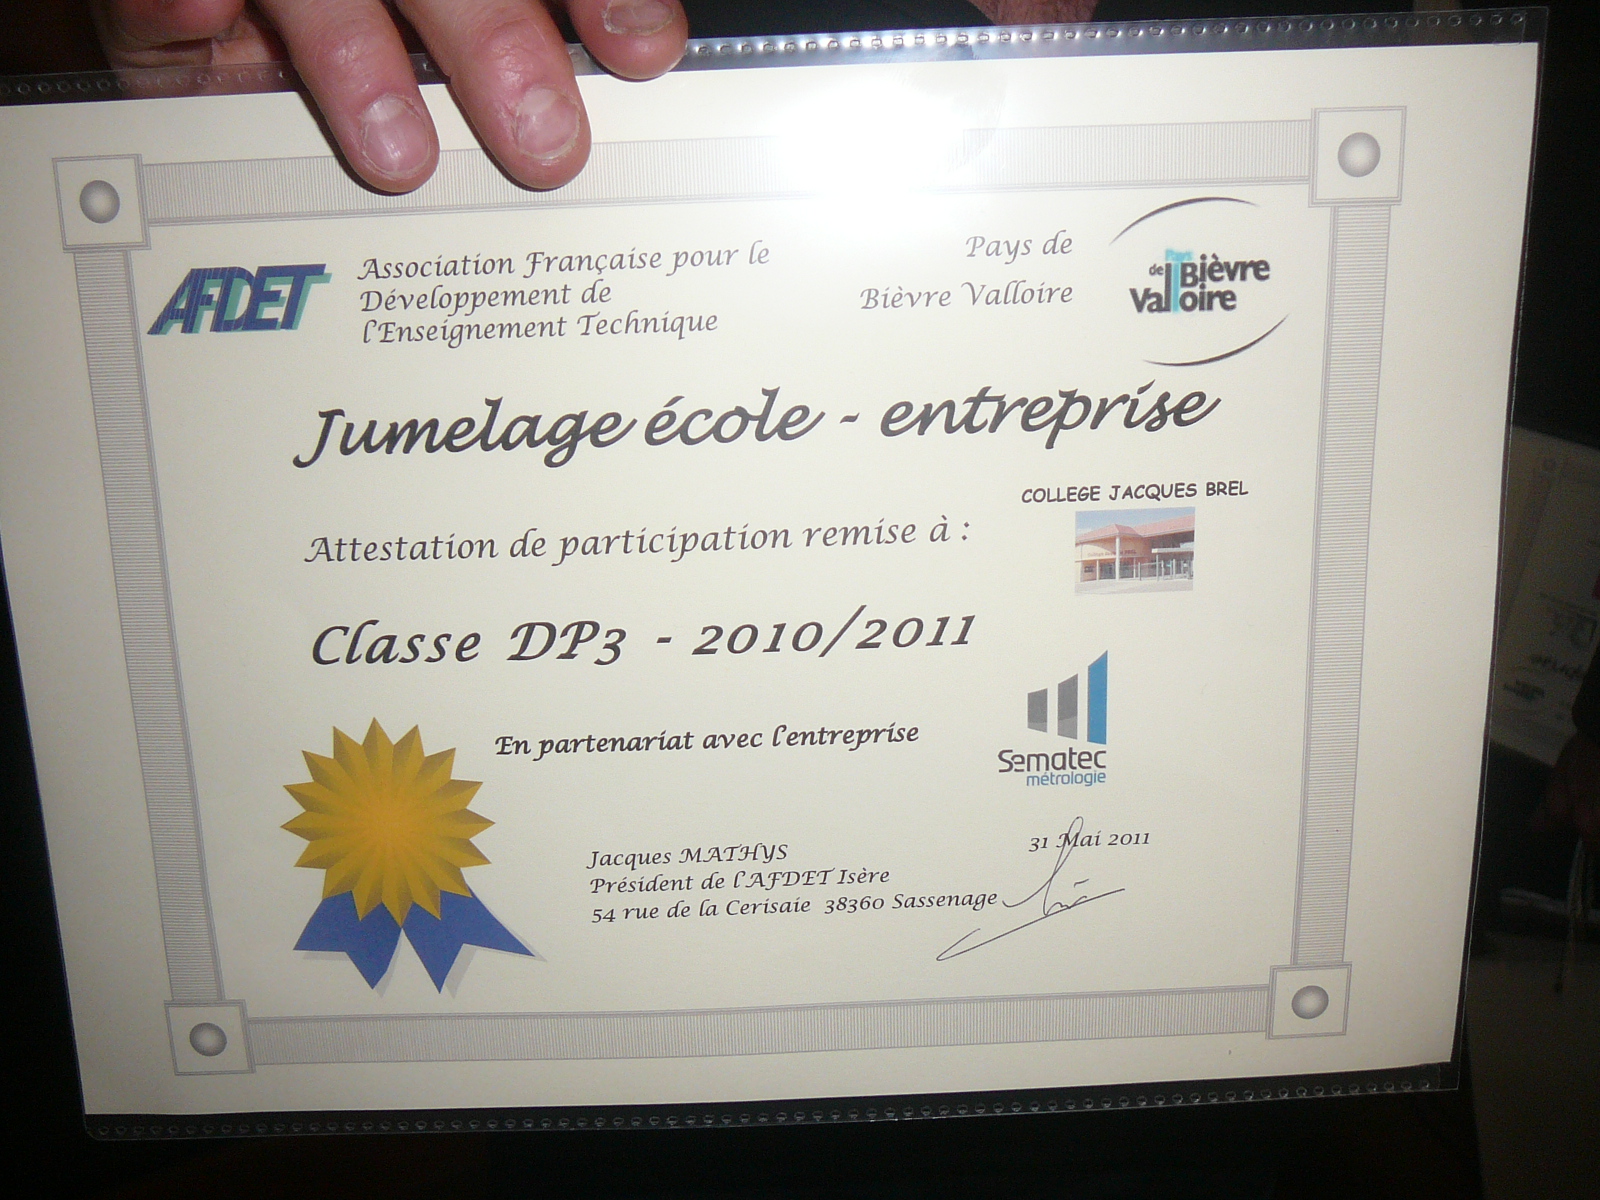 AFDET
Association Française pour le
Développement de
l'Enseignement Technique
Pays de
Bièvre Valloire
Pays
de Bièvre
Valloire
Jumelage école - entreprise
COLLEGE JACQUES BREL
Attestation de participation remise à :
Classe DP3 - 2010/2011
En partenariat avec l'entreprise
Sematec
métrologie
31 Mai 2011
Jacques MATHYS
Président de l'AFDET Isère
54 rue de la Cerisaie 38360 Sassenage